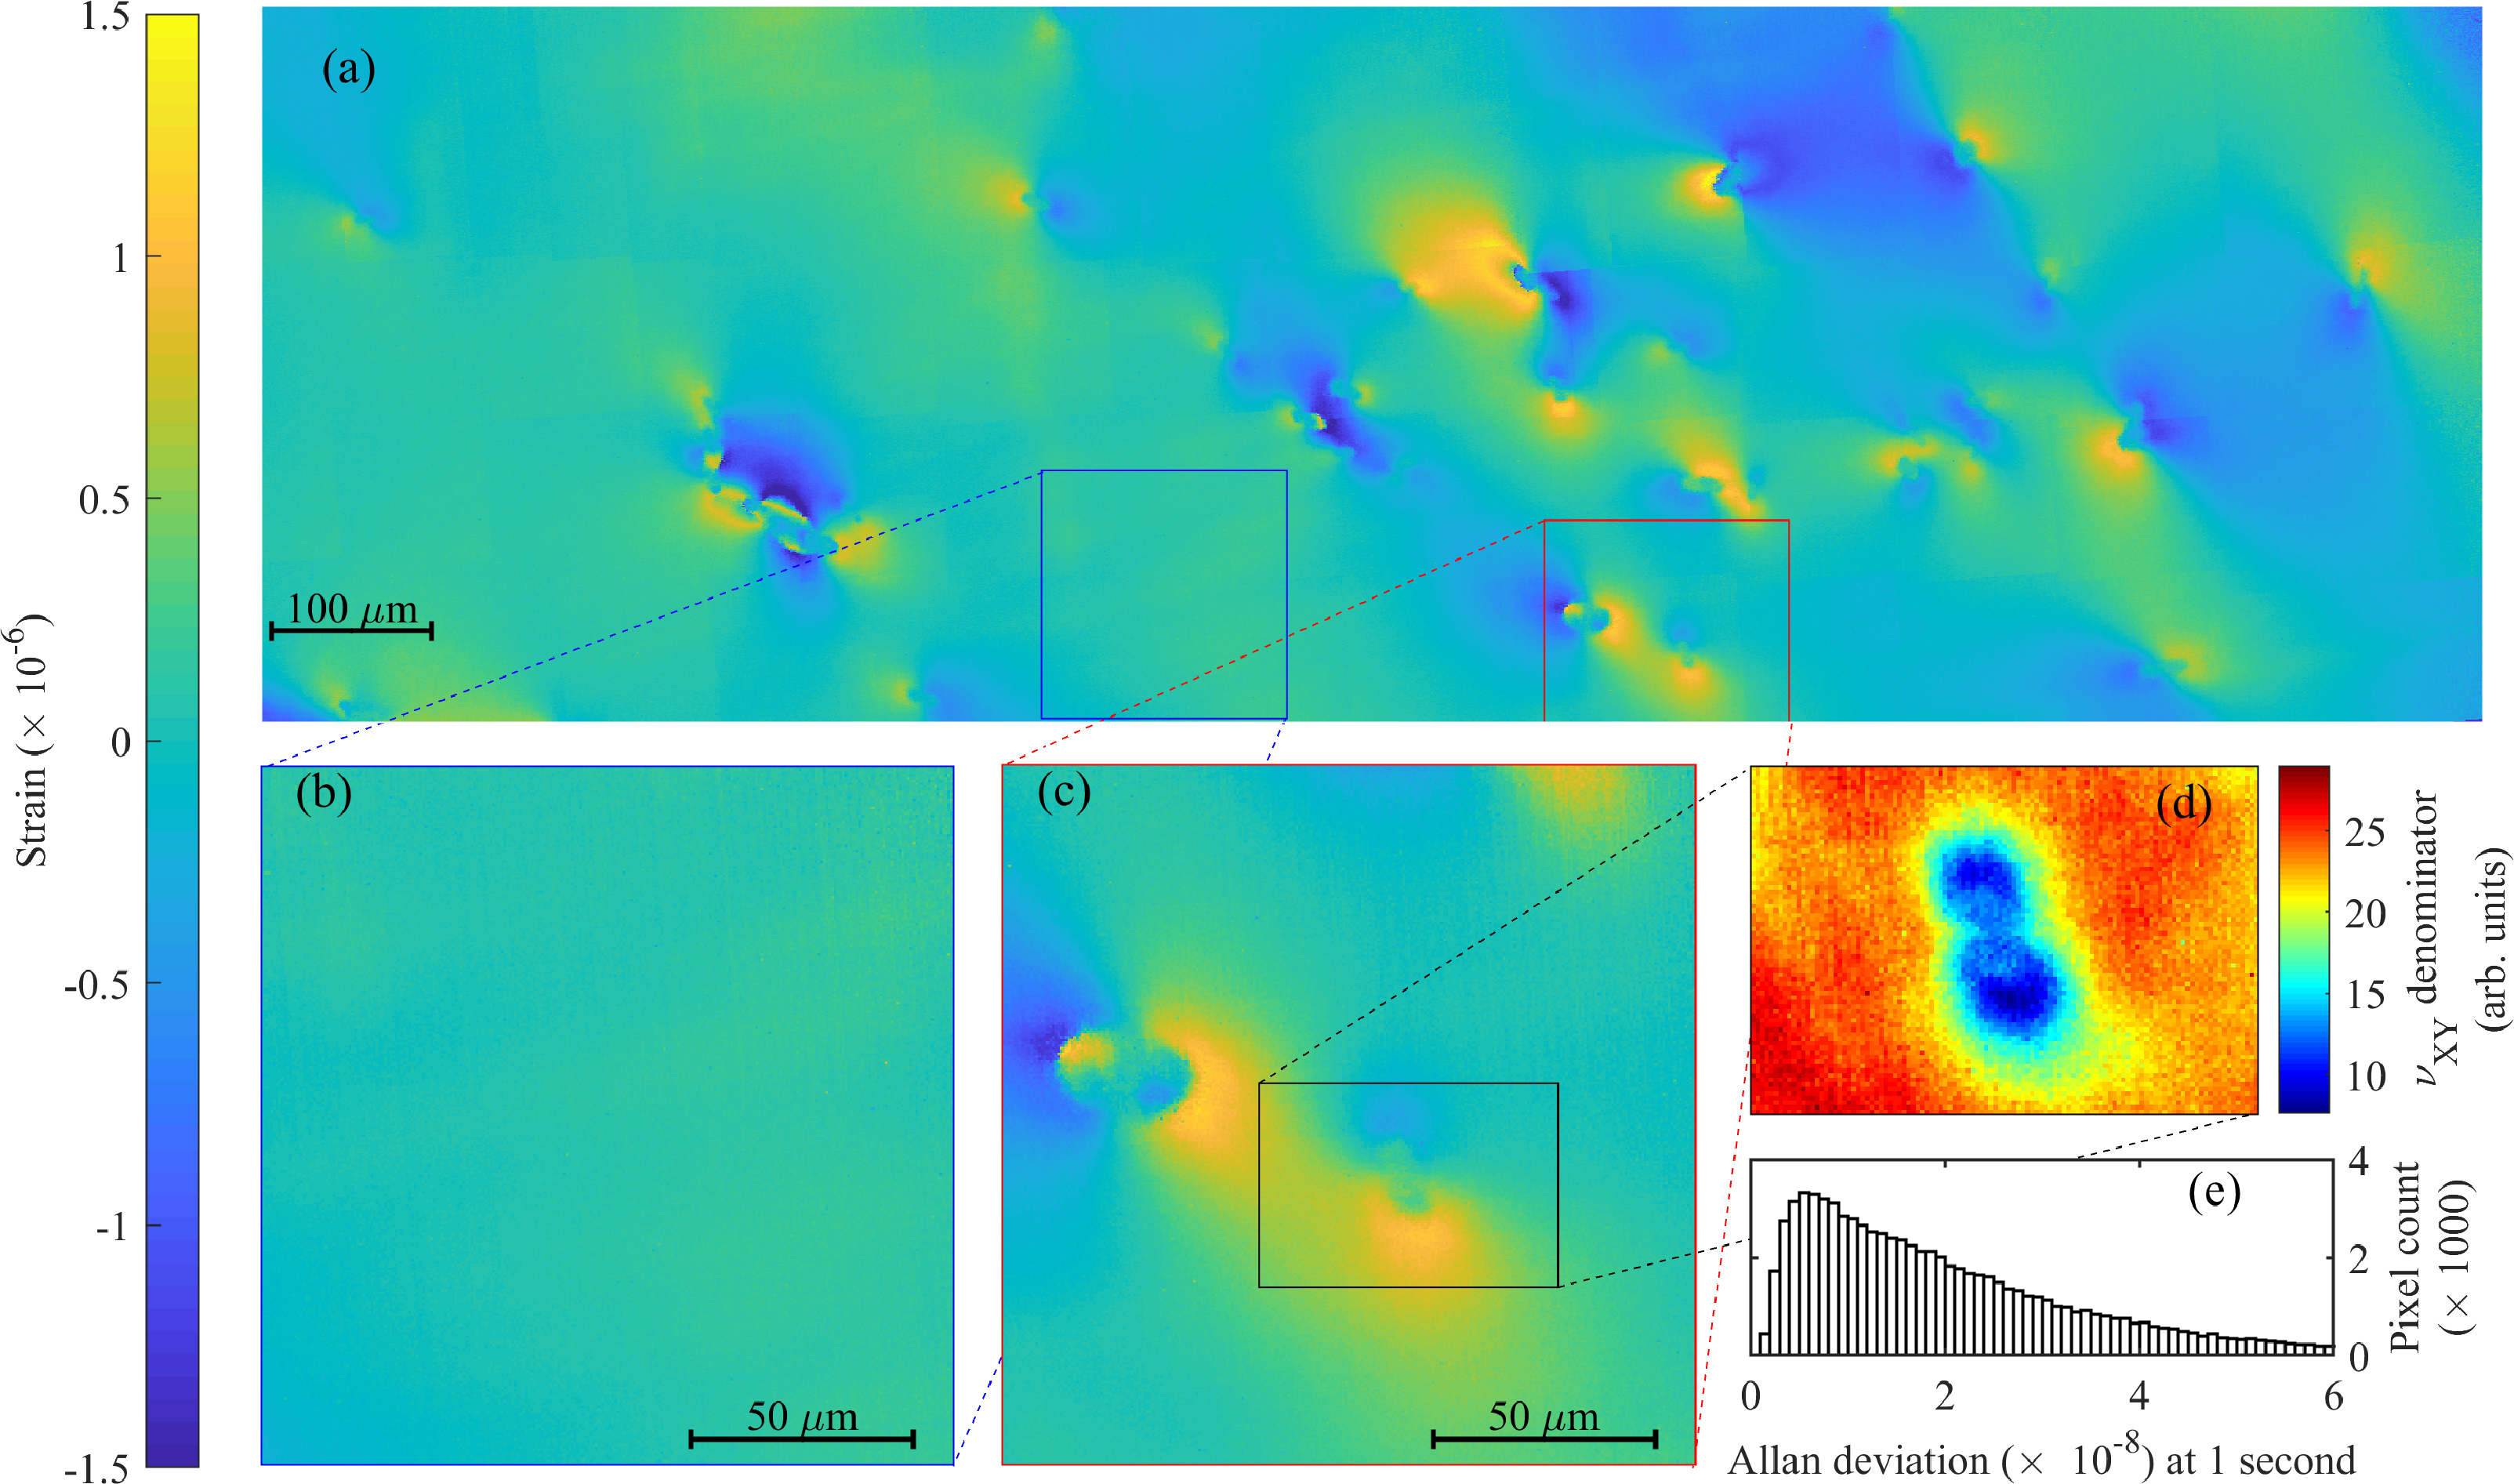 1.5
1
0.5
0
-0.5
-1
-1.5
Strain (× 10-6)
(a)
100 μm
(b)
50 μm
(c)
50 μm
(d)
25
20
15
10
νXY denominator
(arb. units)
(e)
4
2
0
Pixel count
(× 1000)
0 2 4 6
Allan deviation (× 10-8) at 1 second